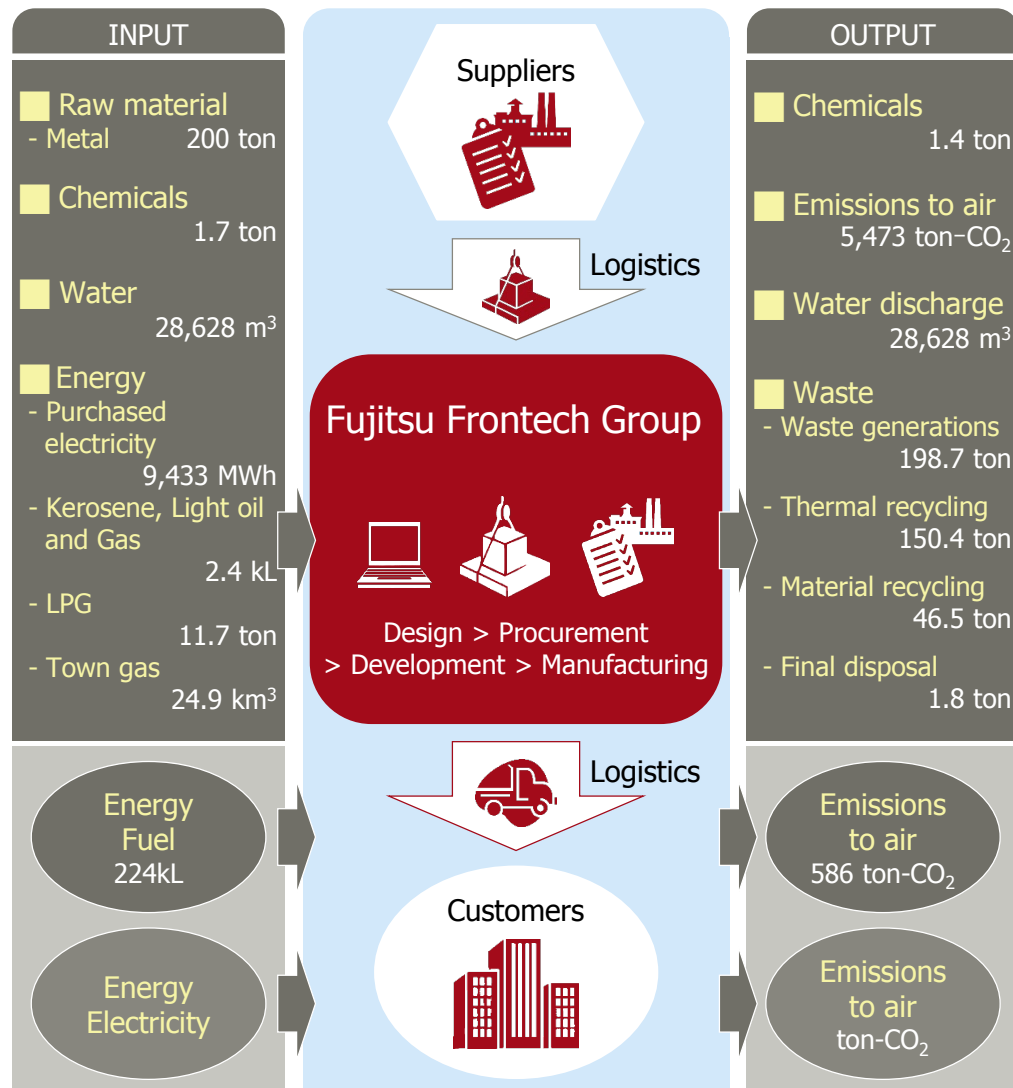 INPUT
Raw material
- Metal 200 ton
Chemicals
1.7 ton
Water
28,628 m³
Energy
- Purchased
electricity
9,433 MWh
- Kerosene, Light oil
and Gas
2.4 kL
- LPG
11.7 ton
- Town gas
24.9 km³
Energy
Fuel
224kL
Energy
Electricity
Suppliers
Logistics
Fujitsu Frontech Group
Design > Procurement
> Development > Manufacturing
Logistics
Customers
OUTPUT
Chemicals
1.4 ton
Emissions to air
5,473 ton-CO₂
Water discharge
28,628 m³
Waste
- Waste generations
198.7 ton
- Thermal recycling
150.4 ton
- Material recycling
46.5 ton
- Final disposal
1.8 ton
Emissions
to air
586 ton-CO₂
Emissions
to air
ton-CO₂